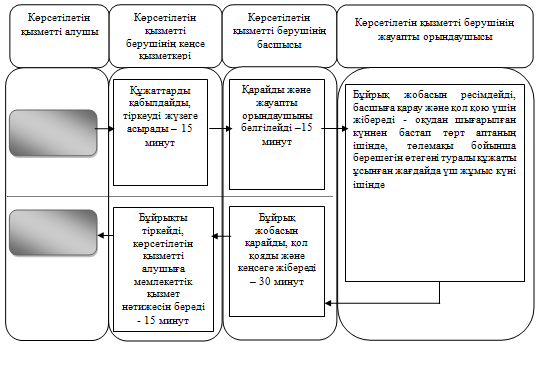 Көрсетілетін
қызметті алушы
Көрсетілетін
қызметті
берушінің кеңсе
қызметкері
Көрсетілетін
қызметті берушінің
басшысы
Көрсетілетін қызметті берушінің
жауапты орындаушысы
Құжаттарды
қабылдайды,
тіркеуді жүзеге
асырады – 15
минут
Қарайды және
жауапты
орындаушыны
белгілейді –15
минут
Бұйрық жобасын ресімдейді,
басшыға қарау және қол қою үшін
жібереді - оқудан шығарылған
күннен бастап төрт аптаның
ішінде, төлемақы бойынша
берешегін өтегені туралы құжатты
ұсынған жағдайда үш жұмыс күні
ішінде
Бұйрықты
тіркейді,
көрсетілетін
қызметті
алушыға
мемлекеттік
қызмет
нәтижесін береді
- 15 минут
Бұйрық
жобасын
қарайды, қол
қояды және
кеңсеге жібереді
– 30 минут